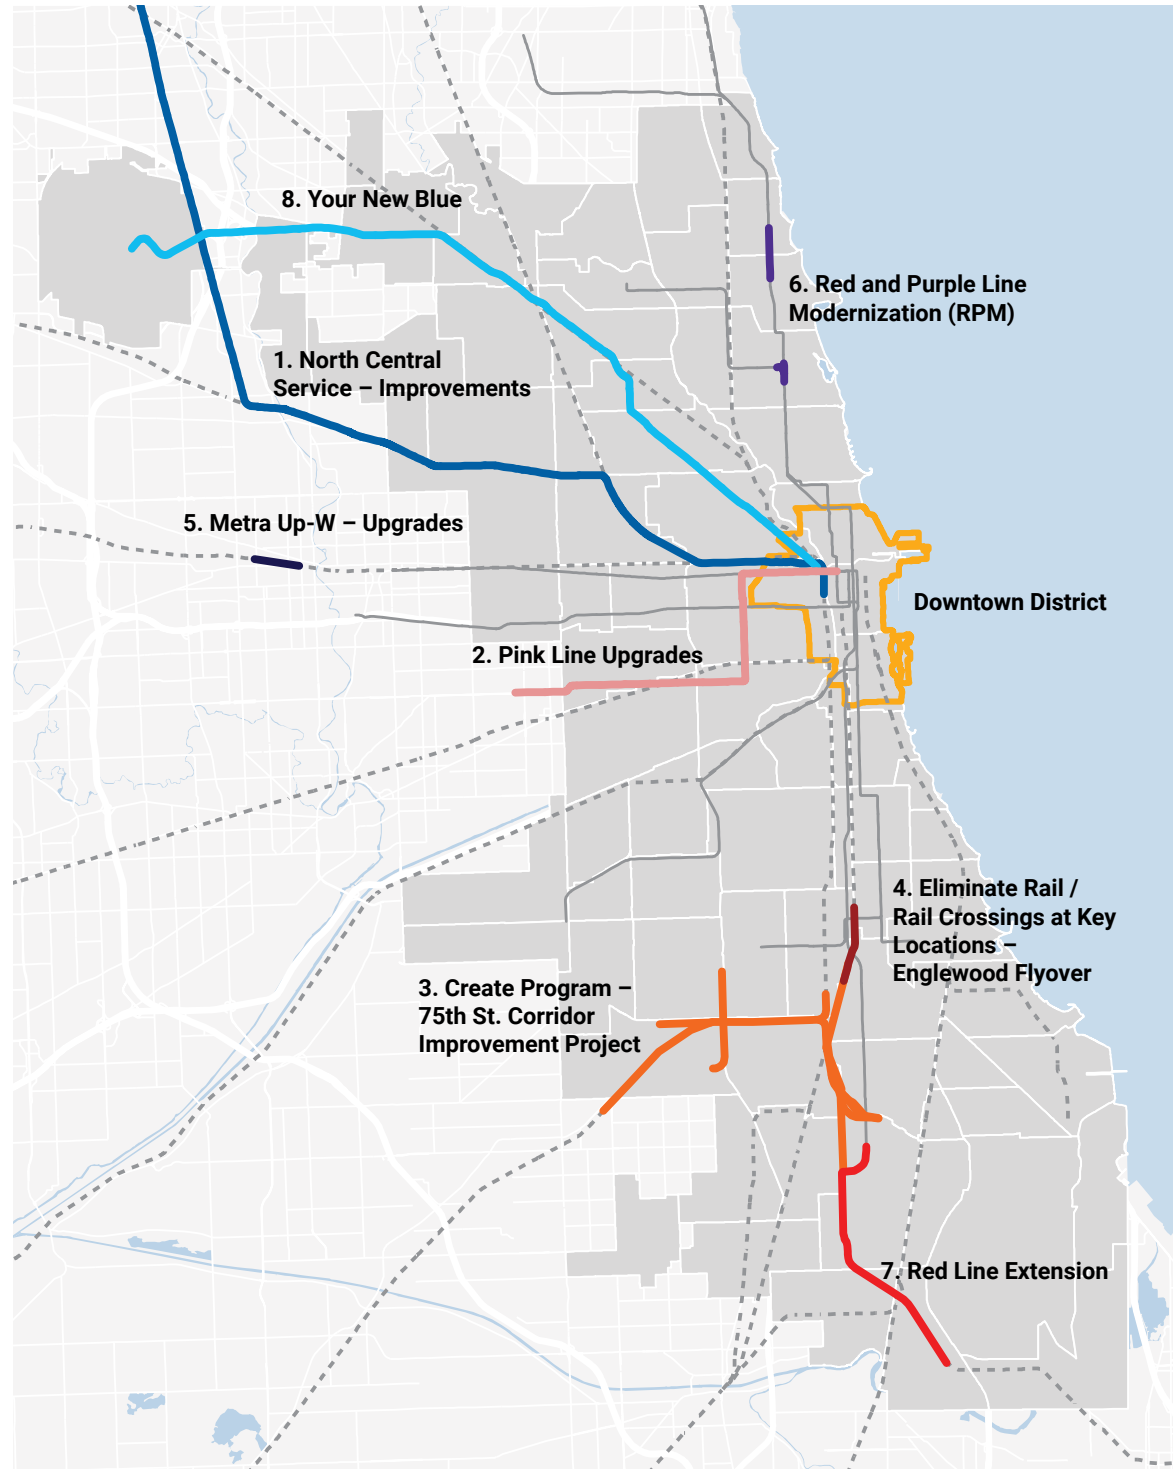 8. Your New Blue
6. Red and Purple Line
Modernization (RPM)
1. North Central
Service – Improvements
5. Metra Up-W – Upgrades
Downtown District
2. Pink Line Upgrades
4. Eliminate Rail /
Rail Crossings at Key
Locations –
Englewood Flyover
3. Create Program –
75th St. Corridor
Improvement Project
7. Red Line Extension